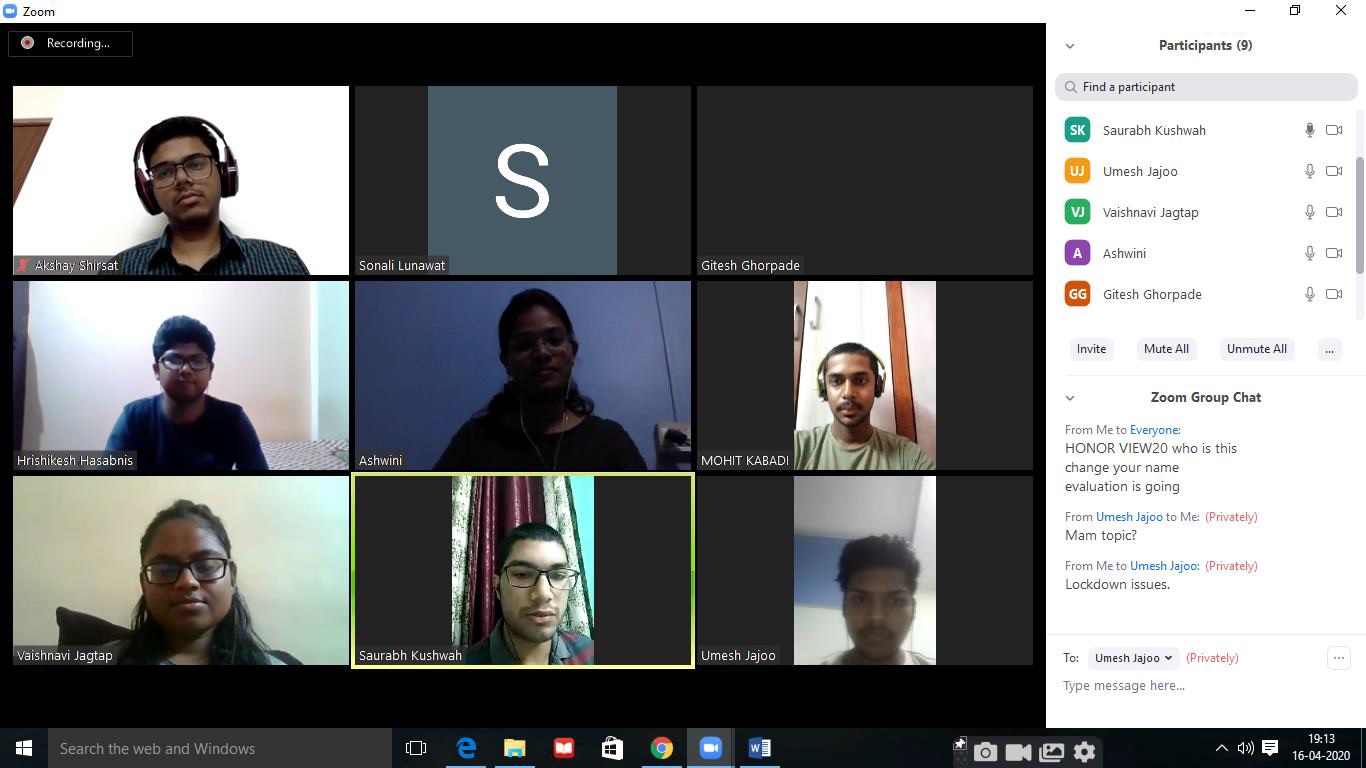 Zoom
Recording...
Akshay Shirsat
S
Sonali Lunawat
Gitesh Ghorpade
Hrishikesh Hasabnis
Ashwini
MOHIT KABADI
Vaishnavi Jagtap
Saurabh Kushwah
Umesh Jajoo
Participants (9)
Find a participant
SK Saurabh Kushwah
UJ Umesh Jajoo
VJ Vaishnavi Jagtap
A Ashwini
GG Gitesh Ghorpade
Invite Mute All Unmute All ...
Zoom Group Chat
From Me to Everyone:
HONOR VIEW20 who is this
change your name
evaluation is going
From Umesh Jajoo to Me: (Privately)
Mam topic?
From Me to Umesh Jajoo: (Privately)
Lockdown issues.
To: Umesh Jajoo (Privately)
Type message here...
Search the web and Windows
19:13
16-04-2020